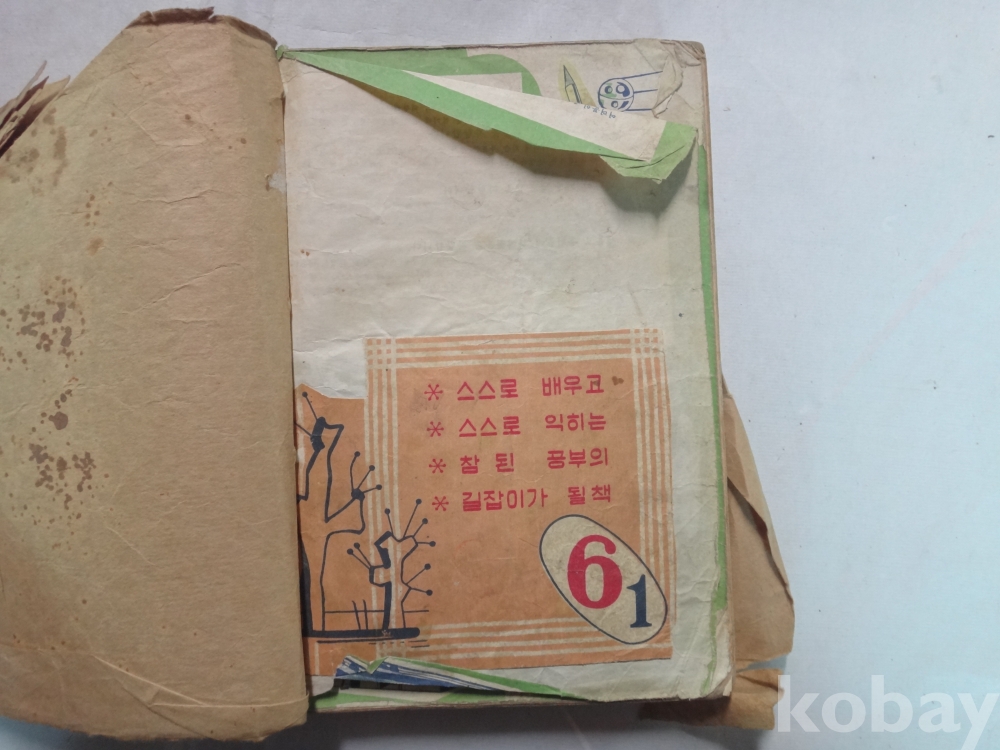 * 스스로 배우고
* 스스로 익히는
* 참된 공부의
* 길잡이가 될책
6 1
kobay